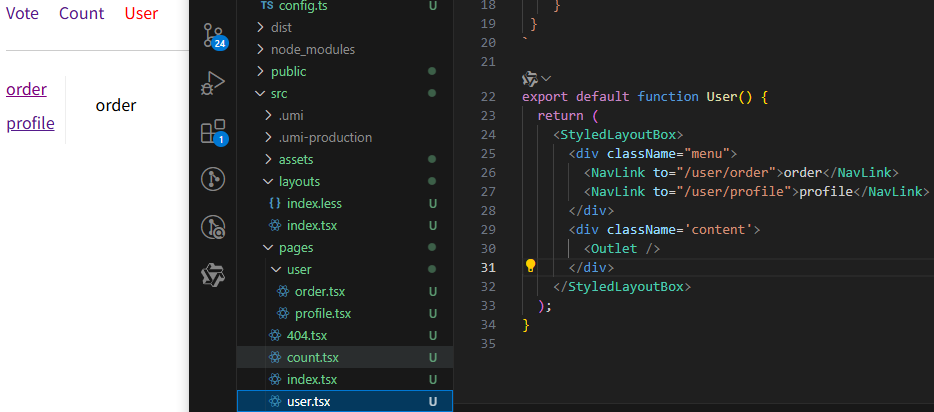 Vote Count User
order
profile
order
24
1
TS config.ts U
dist
node_modules
public
src
.umi
.umi-production
assets
layouts
{} index.less U
index.tsx U
pages
user
order.tsx U
profile.tsx U
404.tsx U
count.tsx U
index.tsx U
user.tsx U
18 }
19 }
20 `
21
22 export default function User() {
23 return (
24 <StyledLayoutBox>
25 <div className="menu">
26 <NavLink to="/user/order">order</NavLink>
27 <NavLink to="/user/profile">profile</NavLink>
28 </div>
29 <div className='content'>
30 <Outlet />
31 </div>
32 </StyledLayoutBox>
33 );
34 }
35